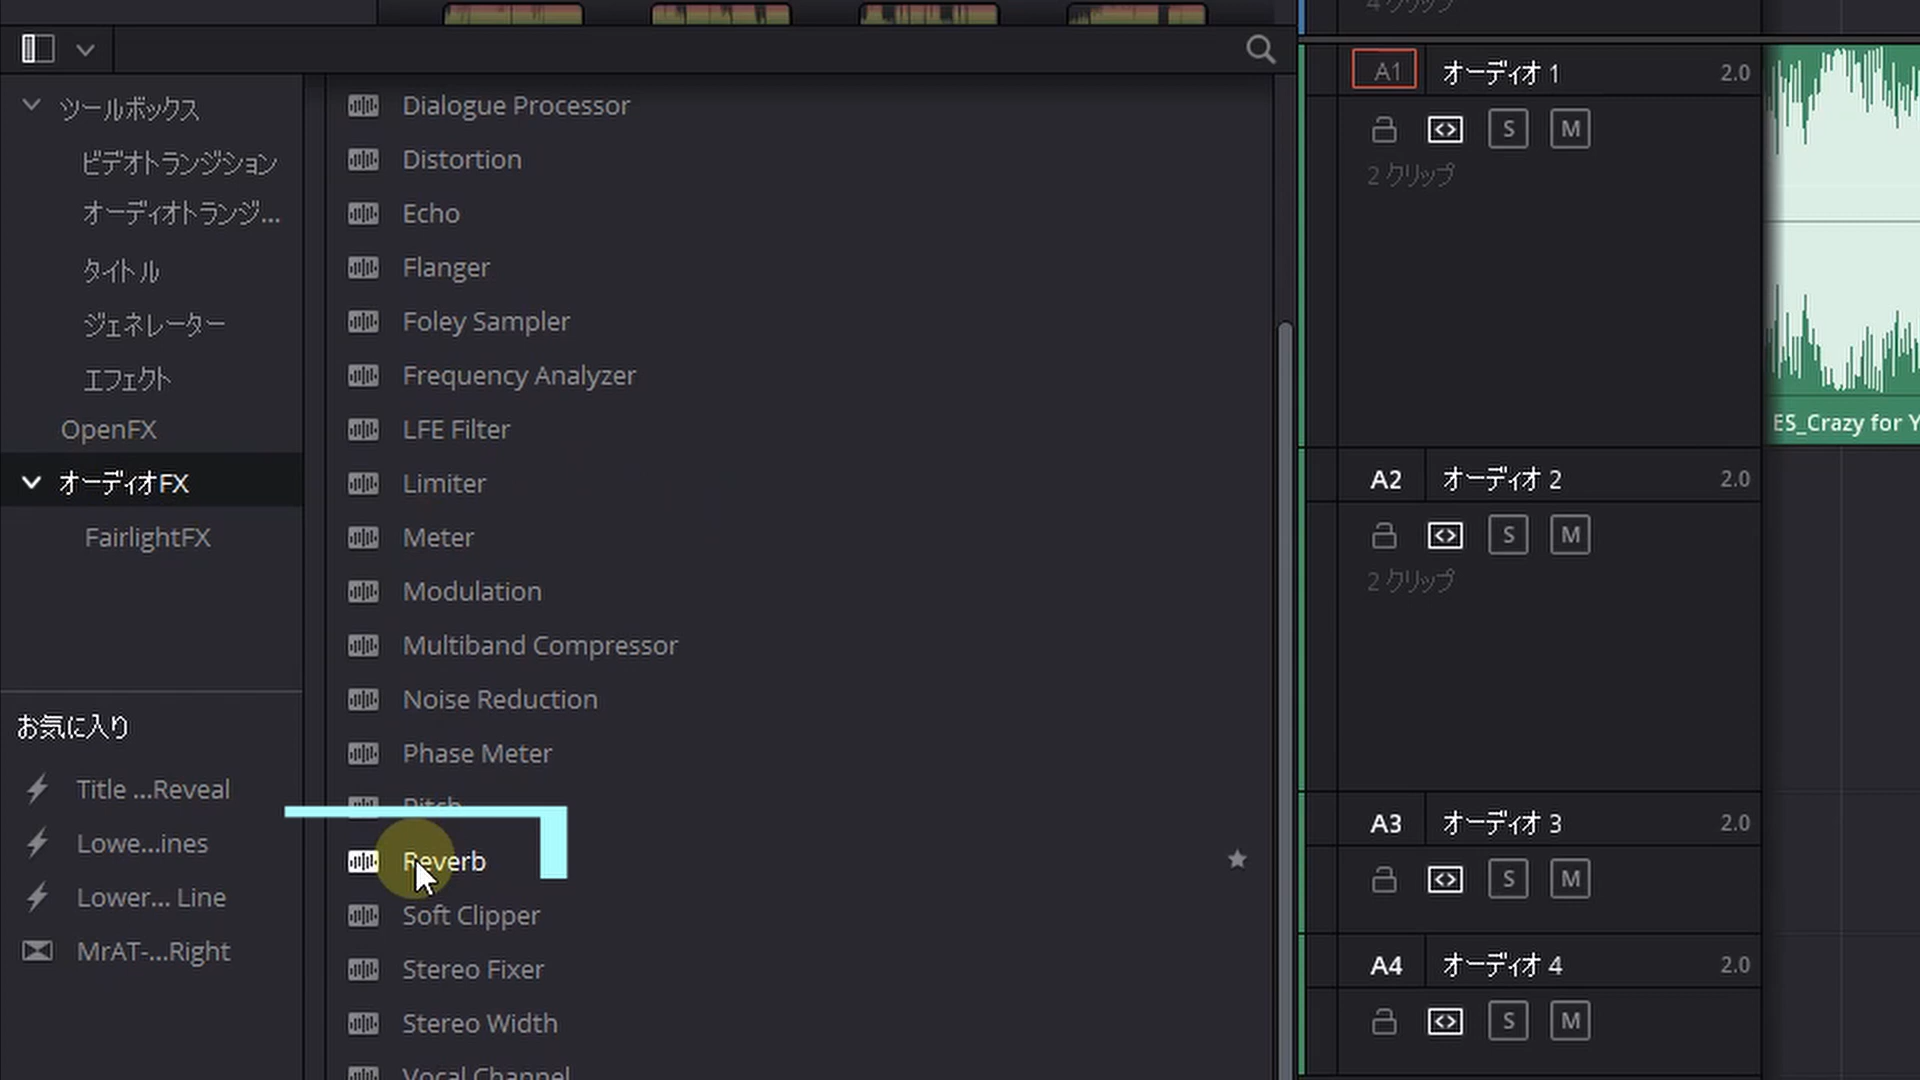 4 クリップ
ツールボックス
ビデオトランジション
オーディオトランジ...
タイトル
ジェネレーター
エフェクト
OpenFX
オーディオFX
FairlightFX
お気に入り
Title ...Reveal
Lowe...ines
Lower... Line
MrAT-...Right
Dialogue Processor
Distortion
Echo
Flanger
Foley Sampler
Frequency Analyzer
LFE Filter
Limiter
Meter
Modulation
Multiband Compressor
Noise Reduction
Phase Meter
Pitch
Reverb
Soft Clipper
Stereo Fixer
Stereo Width
Vocal Channel
A1 オーディオ 1 2.0
S M
2 クリップ
ES_Crazy for Y
A2 オーディオ 2 2.0
S M
2 クリップ
A3 オーディオ 3 2.0
S M
A4 オーディオ 4 2.0
S M